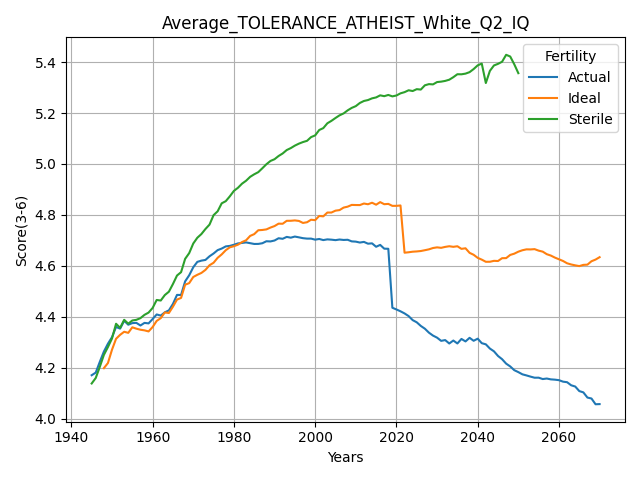 Average_TOLERANCE_ATHEIST_White_Q2_IQ
Fertility
Actual
Ideal
Sterile
Score(3-6)
5.4
5.2
5.0
4.8
4.6
4.4
4.2
4.0
1940 1960 1980 2000 2020 2040 2060
Years